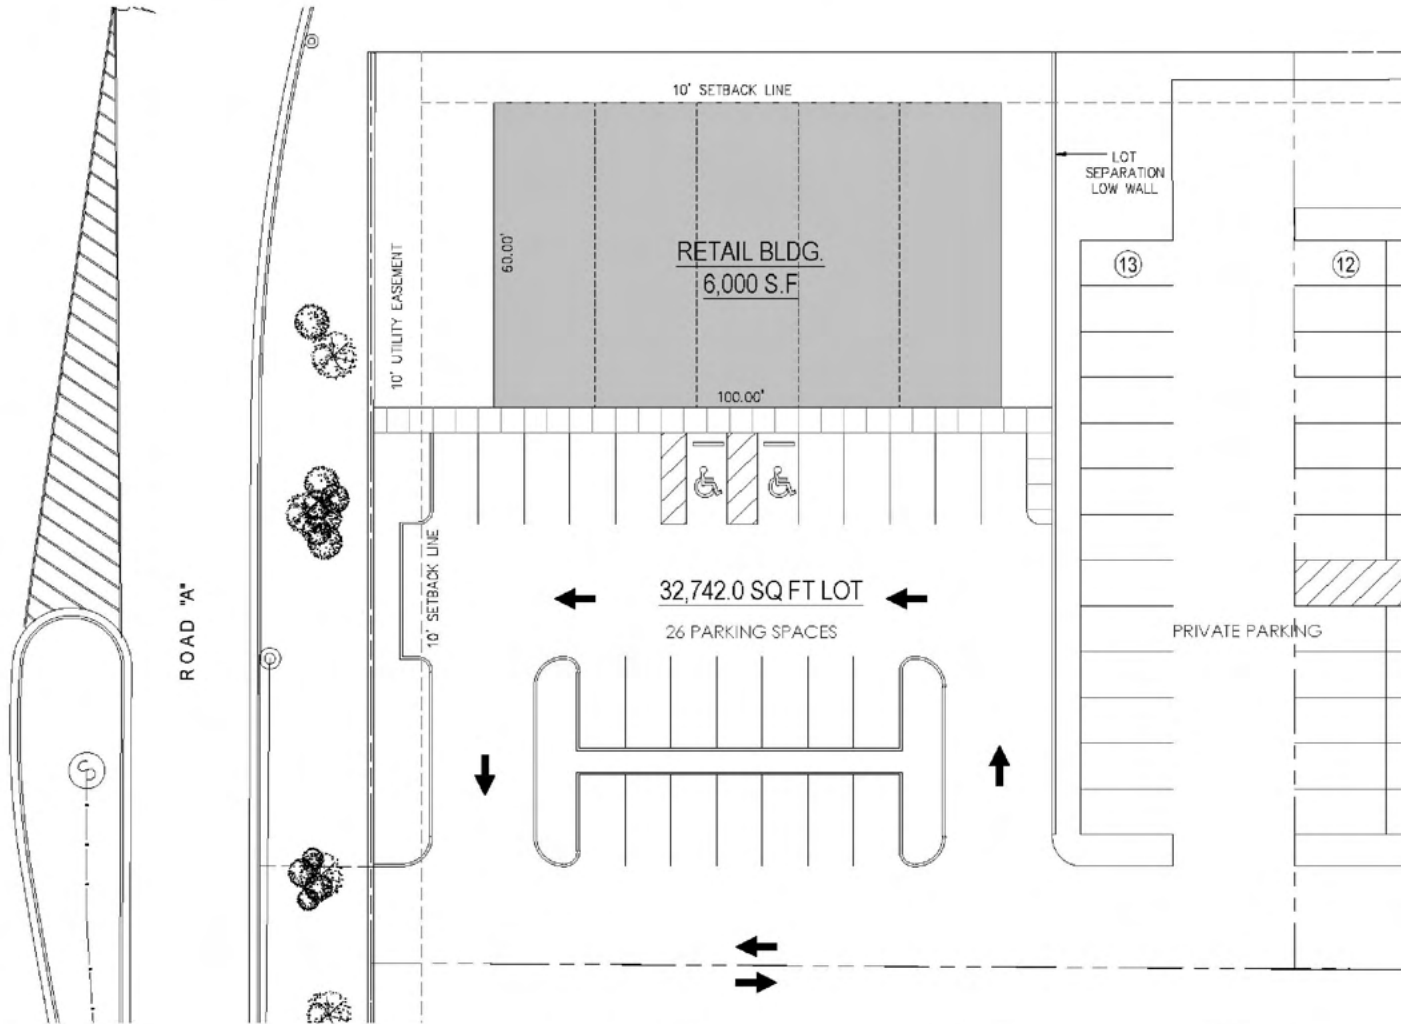 10' SETBACK LINE
LOT
SEPARATION
LOW WALL
60.00'
RETAIL BLDG.
6,000 S.F
10' UTILITY EASEMENT
13
12
100.00'
10' SETBACK LINE
32,742.0 SQ FT LOT
26 PARKING SPACES
ROAD "A"
PRIVATE PARKING